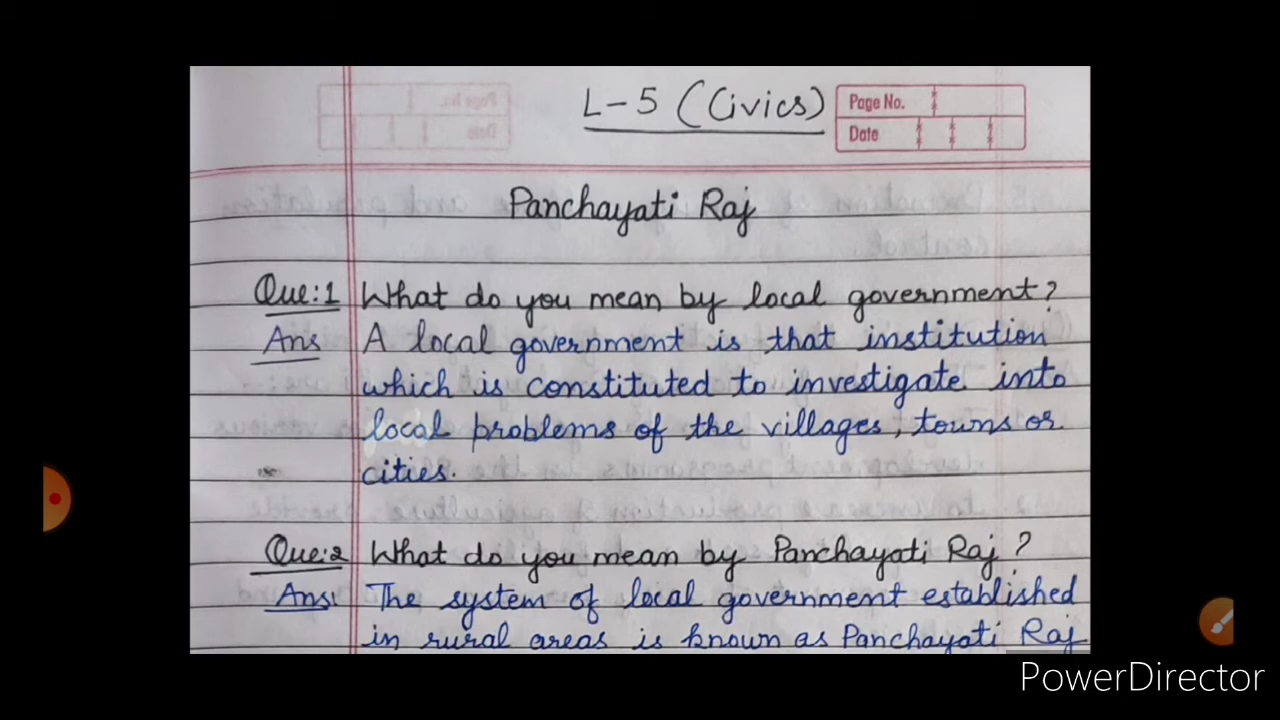 L-5 (Civics)
Page No.
Date
Panchayati Raj
Que:1 What do you mean by local government?
Ans A local government is that institution
which is constituted to investigate into
local problems of the villages, towns or
cities.
Que:2 What do you mean by Panchayati Raj?
Ans: The system of local government established
in rural areas is known as Panchayati Raj
PowerDirector